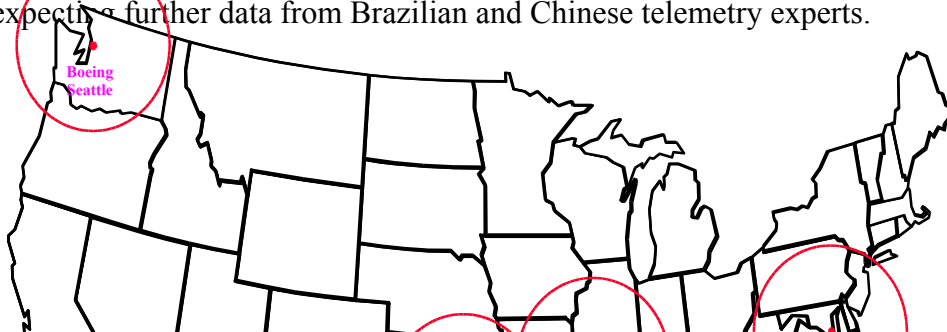 expecting further data from Brazilian and Chinese telemetry experts.
Boeing
Seattle